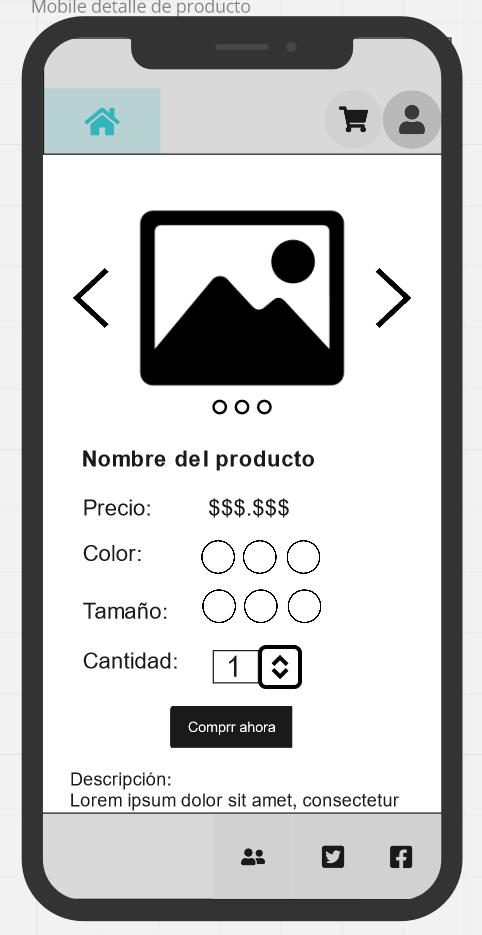 Mobile detalle de producto
Nombre del producto
Precio: $$$.$$$
Color:
Tamaño:
Cantidad: 1
Comprr ahora
Descripción:
Lorem ipsum dolor sit amet, consectetur